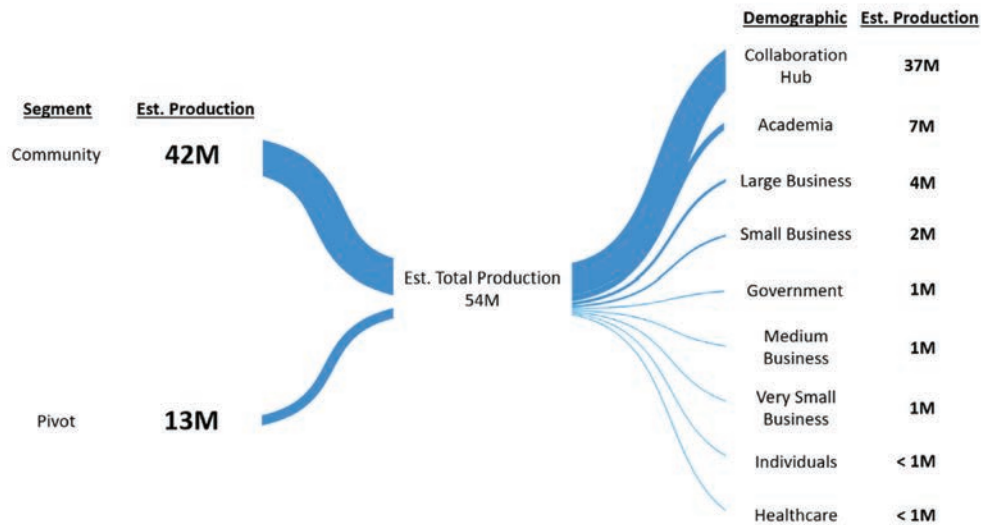 Segment Est. Production
Community 42M
Pivot 13M
Est. Total Production
54M
Demographic Est. Production
Collaboration
Hub 37M
Academia 7M
Large Business 4M
Small Business 2M
Government 1M
Medium
Business 1M
Very Small
Business 1M
Individuals < 1M
Healthcare < 1M